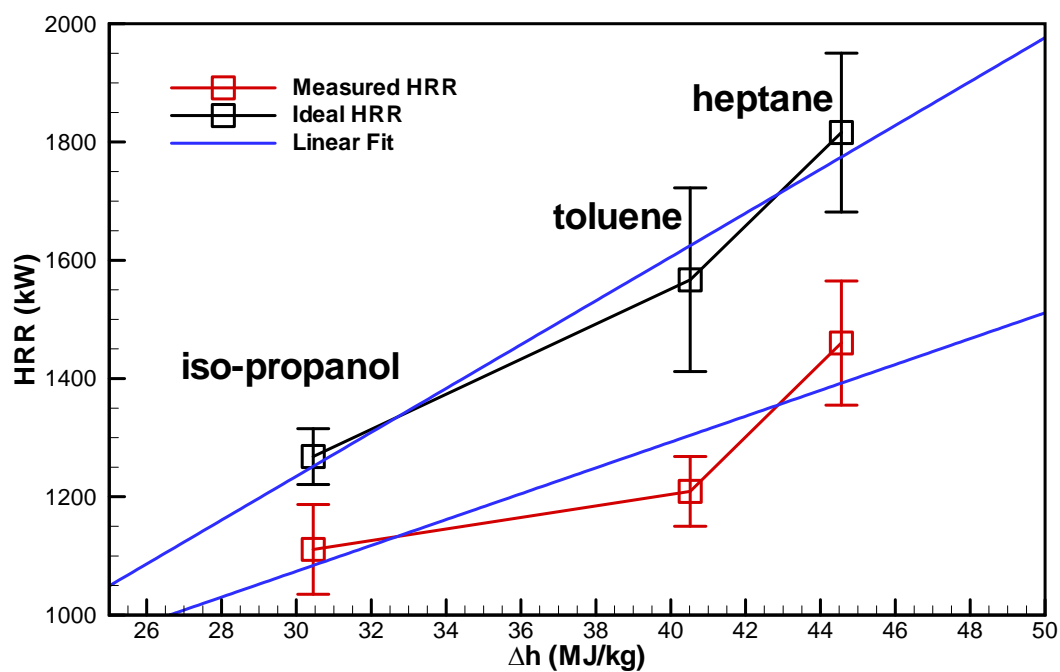 2000
1800
1600
1400
1200
1000
HRR (kW)
Measured HRR
Ideal HRR
Linear Fit
heptane
toluene
iso-propanol
26 28 30 32 34 36 38 40 42 44 46 48 50
Δh (MJ/kg)